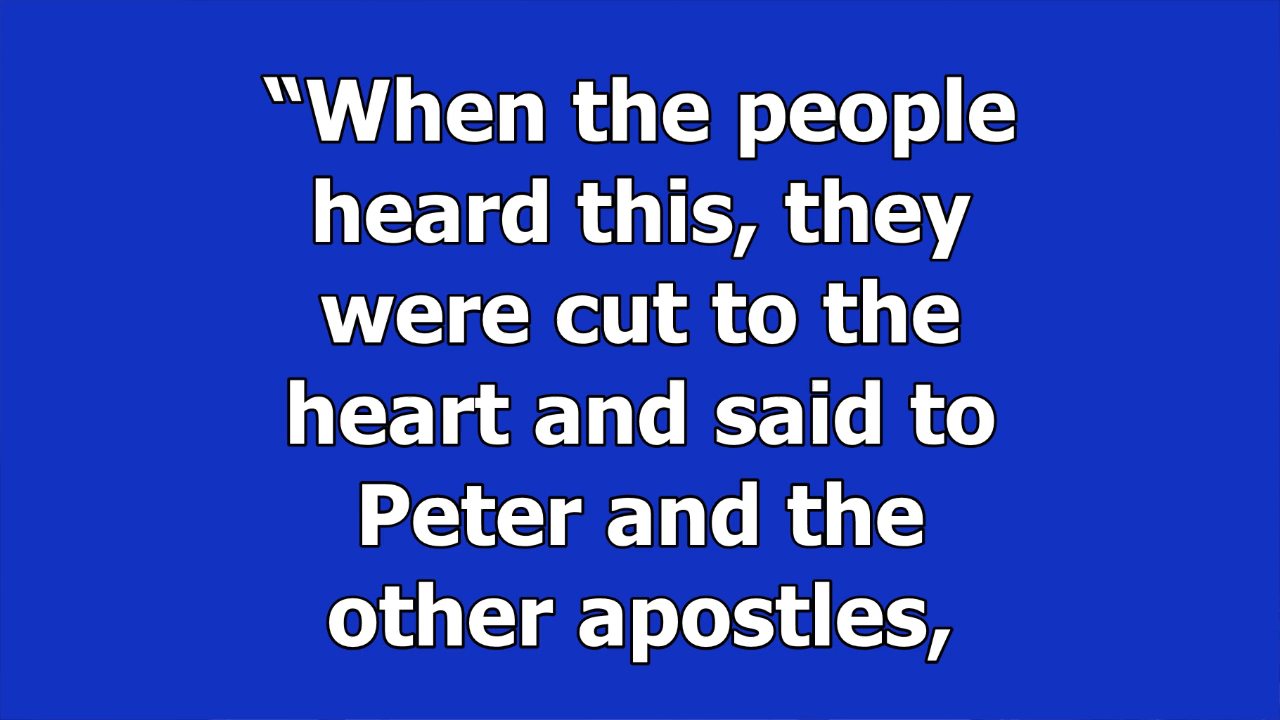 “When the people
heard this, they
were cut to the
heart and said to
Peter and the
other apostles,